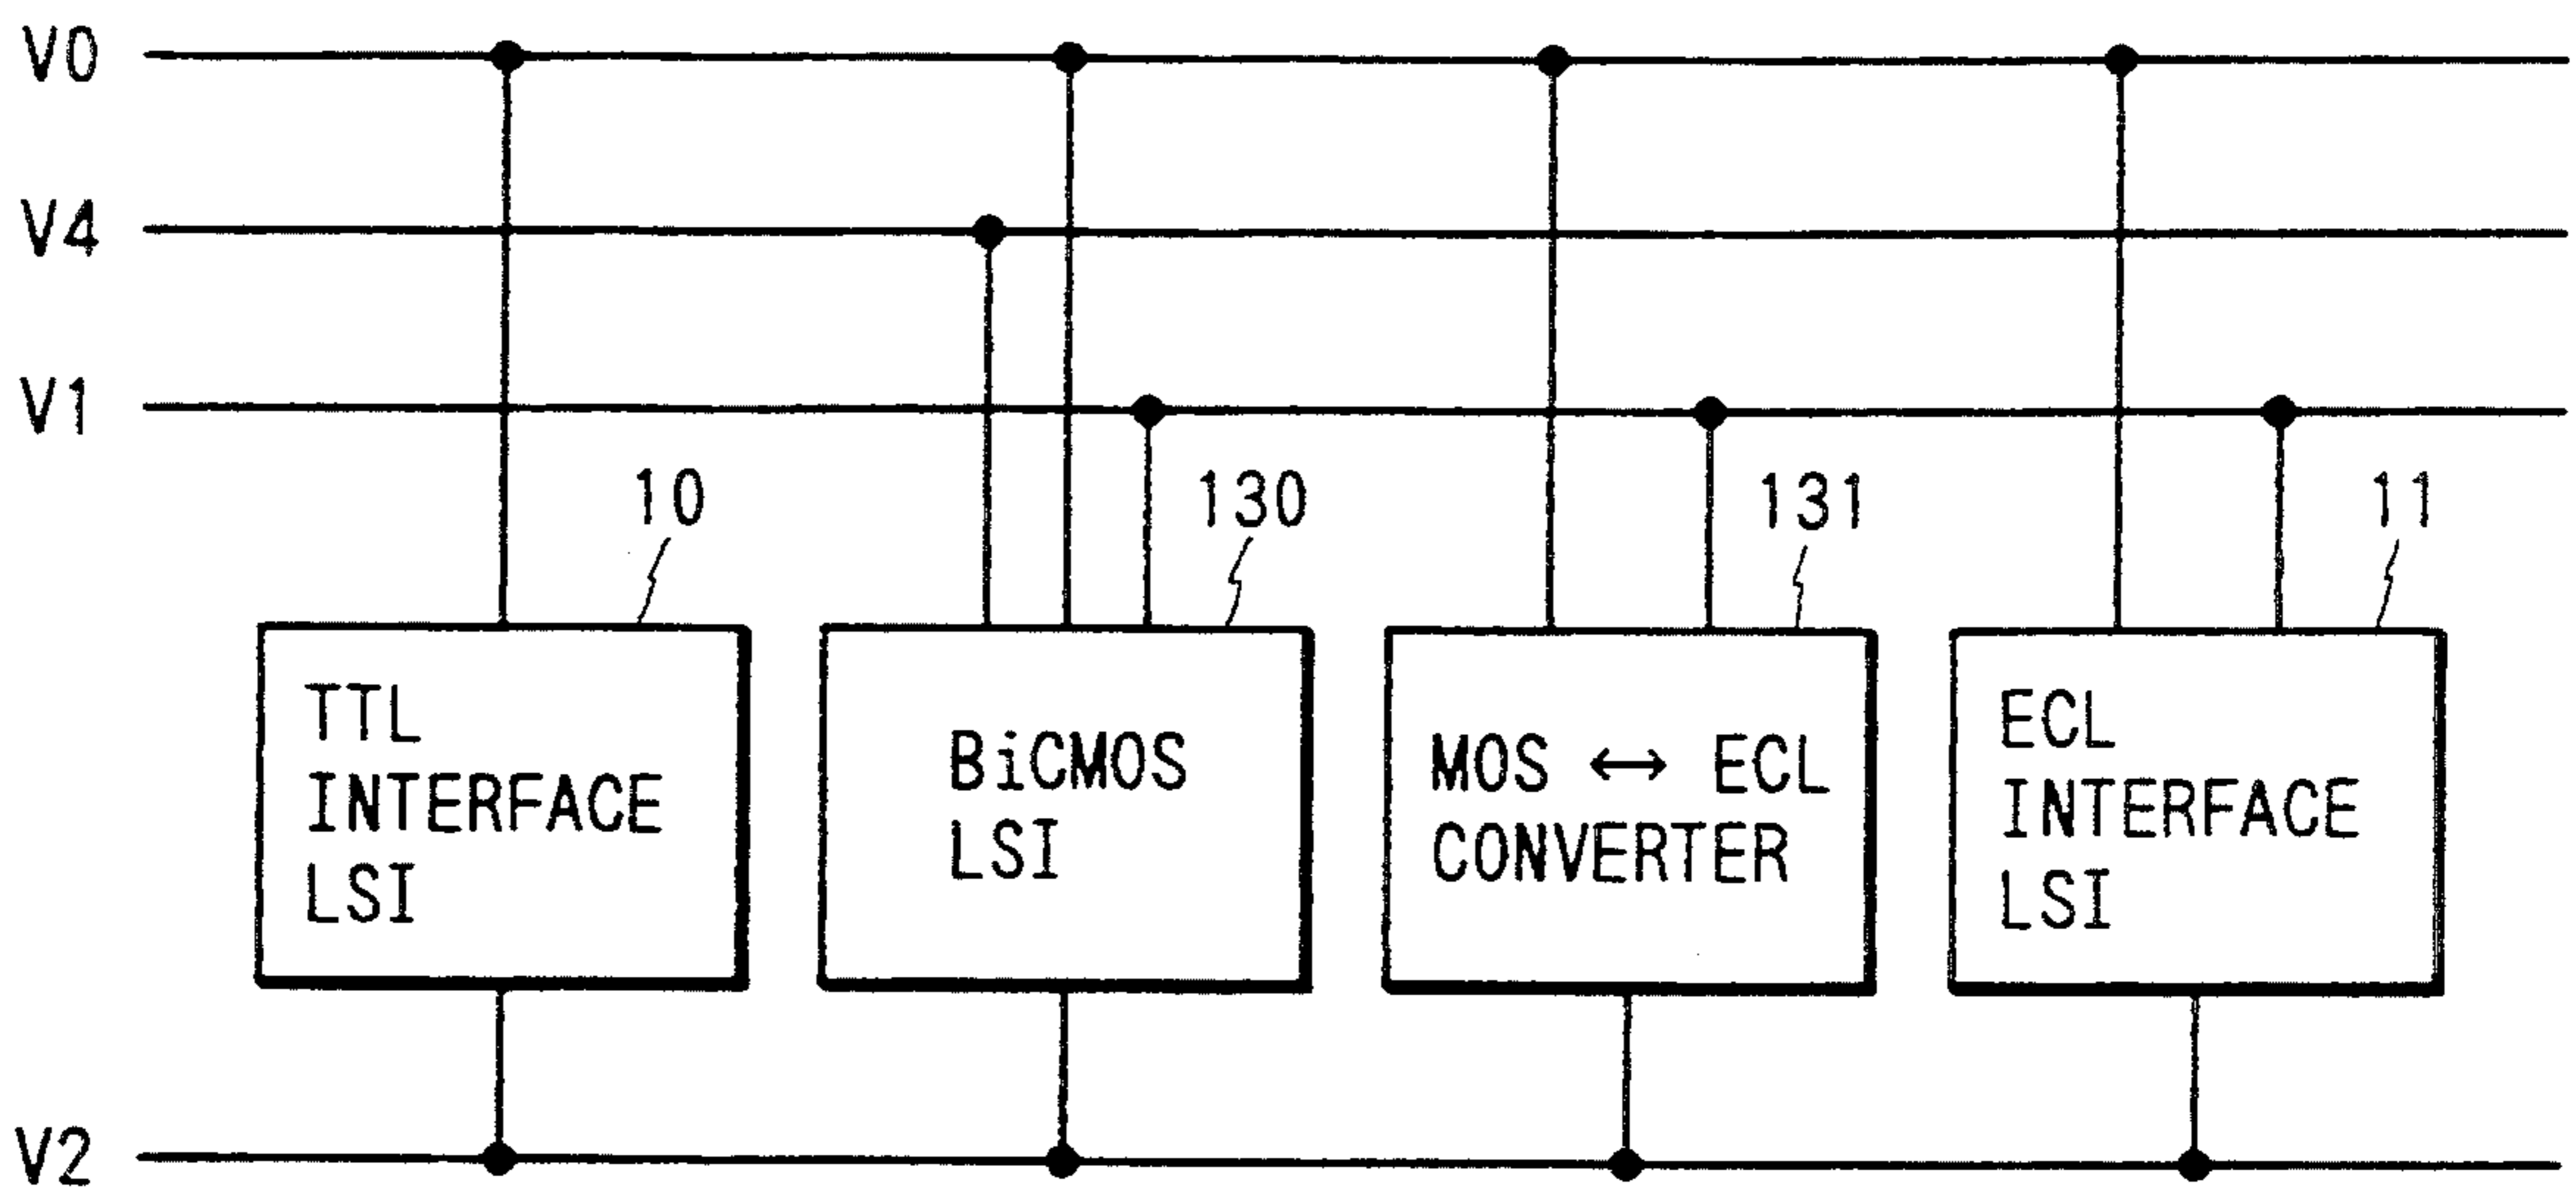 V0
V4
V1
10
130
131
11
TTL
INTERFACE
LSI
BiCMOS
LSI
MOS ↔ ECL
CONVERTER
ECL
INTERFACE
LSI
V2